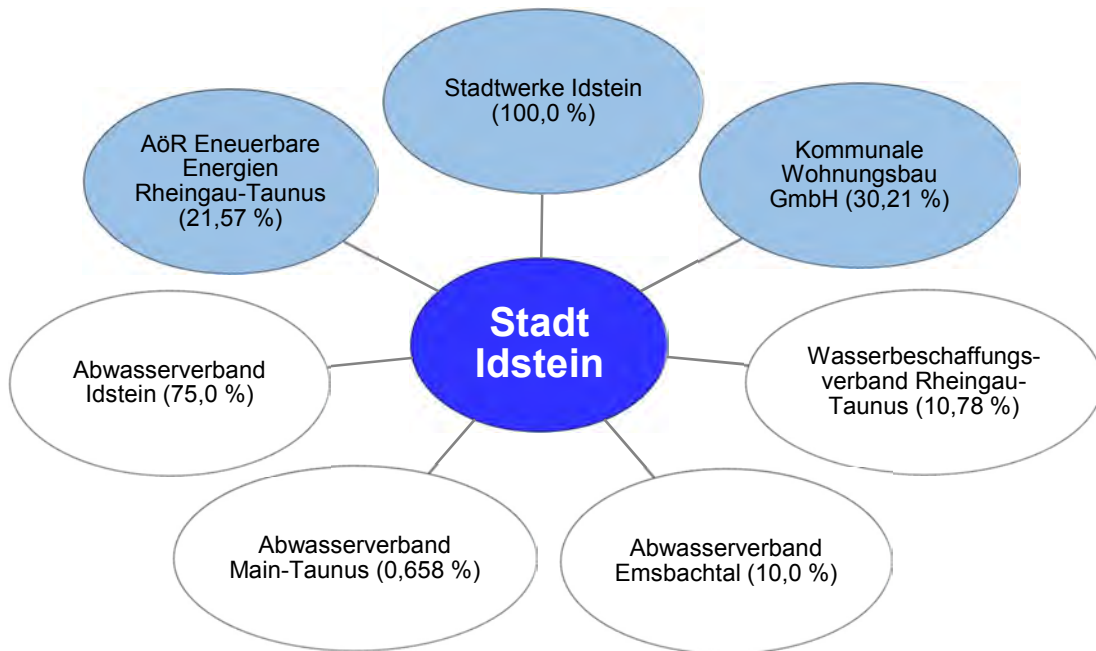 Stadtwerke Idstein
(100,0 %)
AöR Eneuerbare
Energien
Rheingau-Taunus
(21,57 %)
Kommunale
Wohnungsbau
GmbH (30,21 %)
Stadt
Idstein
Abwasserverband
Idstein (75,0 %)
Wasserbeschaffungs-
verband Rheingau-
Taunus (10,78 %)
Abwasserverband
Main-Taunus (0,658 %)
Abwasserverband
Emsbachtal (10,0 %)